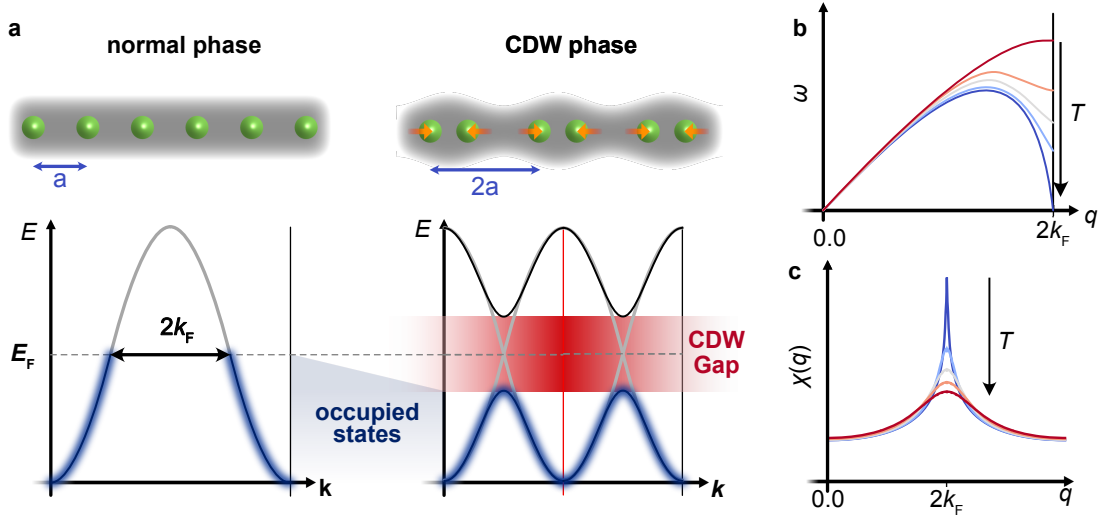 a
normal phase
CDW phase
a
2a
E
2kF
EF
occupied
states
k
E
CDW
Gap
k
b
ω
T
q
0.0
2kF
c
χ(q)
T
0.0
2kF
q